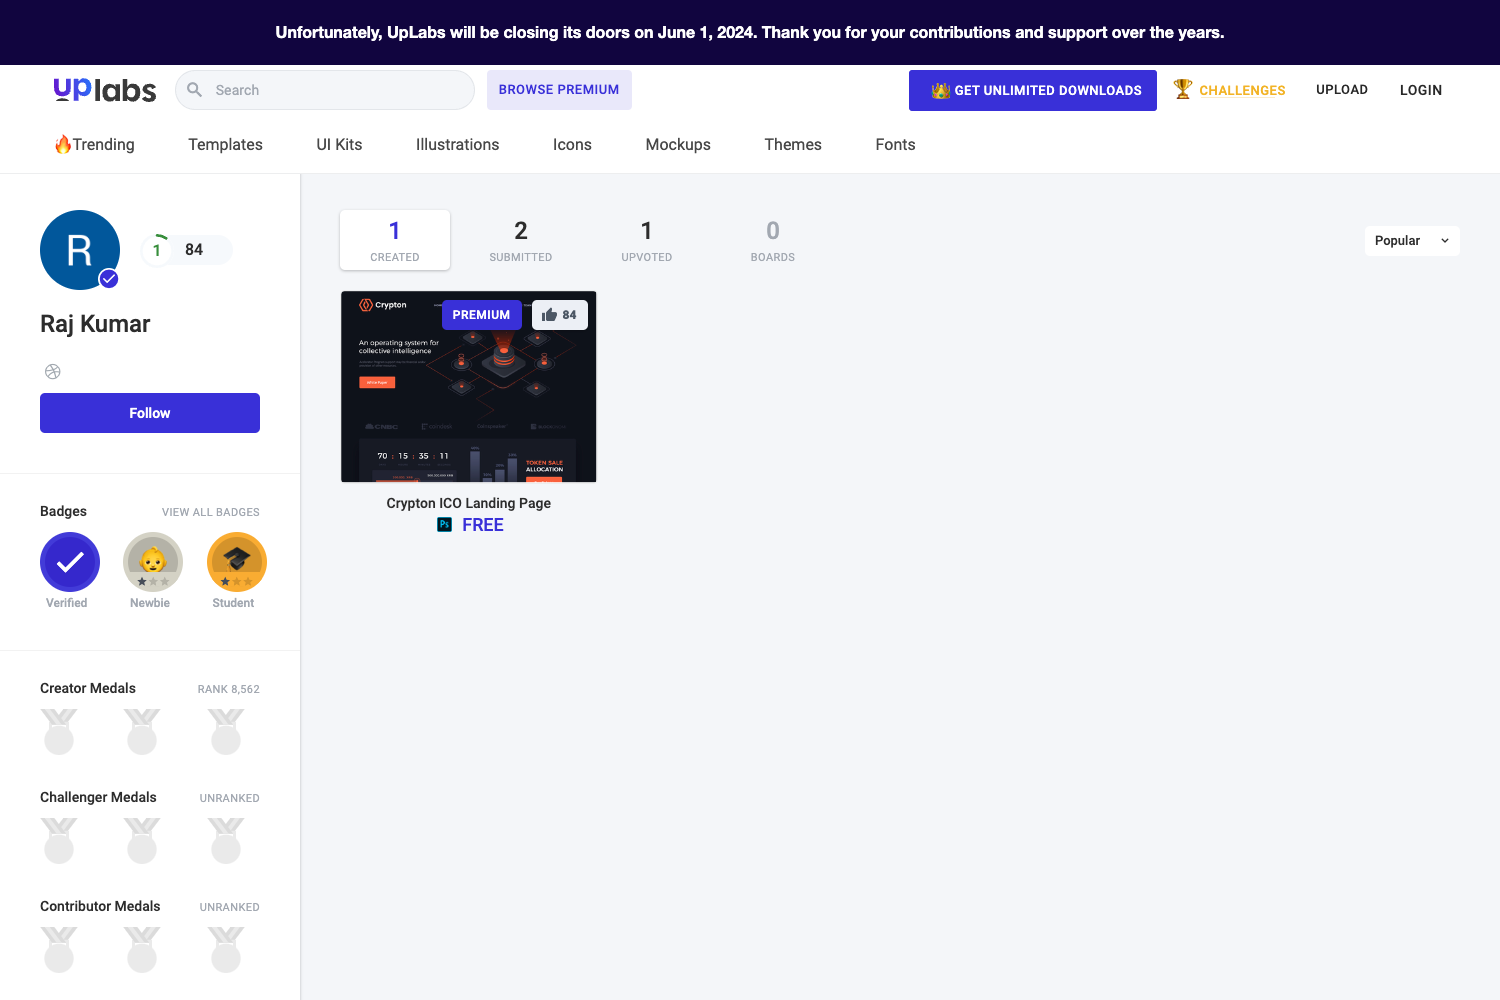 Unfortunately, UpLabs will be closing its doors on June 1, 2024. Thank you for your contributions and support over the years.
uplabs
Search
BROWSE PREMIUM
GET UNLIMITED DOWNLOADS
CHALLENGES
UPLOAD
LOGIN
Trending
Templates
UI Kits
Illustrations
Icons
Mockups
Themes
Fonts
R
1
84
Raj Kumar
Follow
Badges
VIEW ALL BADGES
Verified
Newbie
Student
Creator Medals
RANK 8,562
Challenger Medals
UNRANKED
Contributor Medals
UNRANKED
1
CREATED
2
SUBMITTED
1
UPVOTED
0
BOARDS
Popular
Crypton
PREMIUM
84
An operating system for
collective intelligence
CNBC
70 : 15 : 35 : 11
TOKEN SALE
ALLOCATION
Crypton ICO Landing Page
Ps
FREE